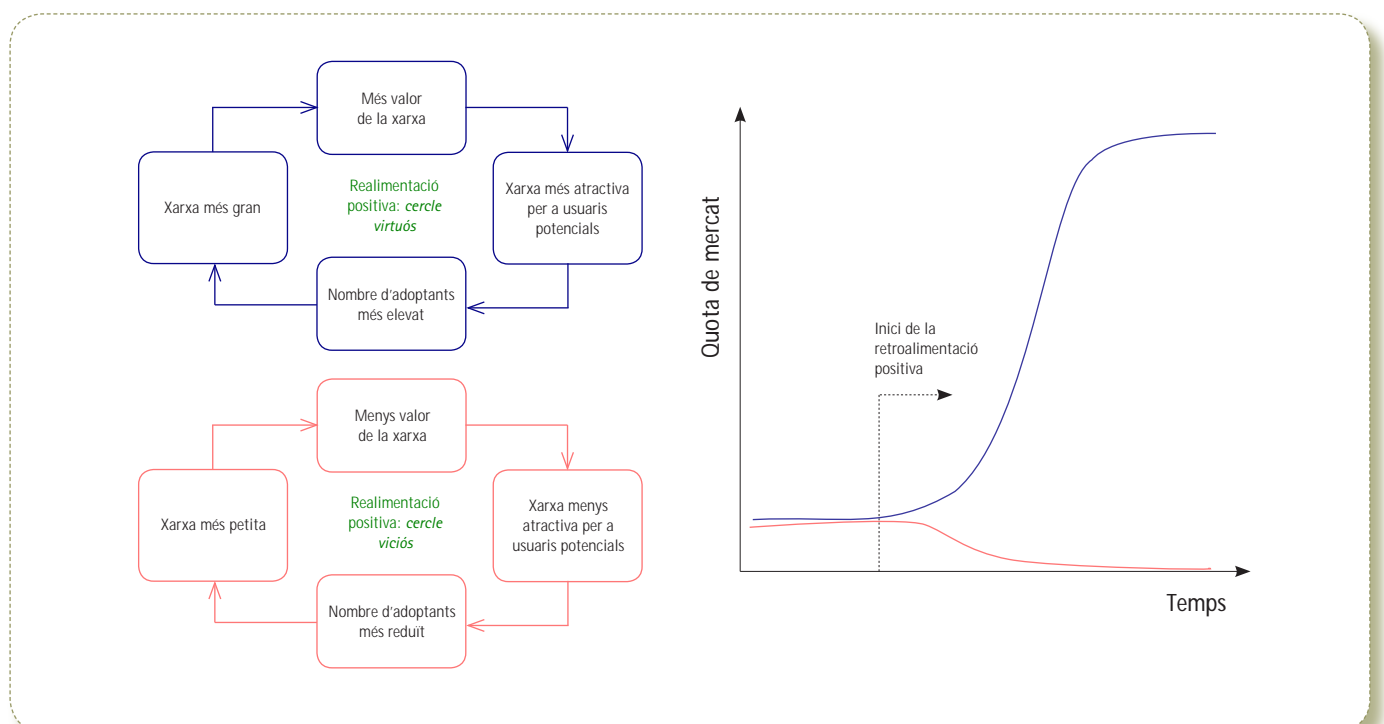 Més valor
de la xarxa
Xarxa més gran
Realimentació
positiva: cercle
virtuós
Xarxa més atractiva
per a usuaris
potencials
Nombre d'adoptants
més elevat
Menys valor
de la xarxa
Xarxa més petita
Realimentació
positiva: cercle
viciós
Xarxa menys
atractiva per a
usuaris potencials
Nombre d'adoptants
més reduït
Quota de mercat
Inici de la
retroalimentació
positiva
Temps